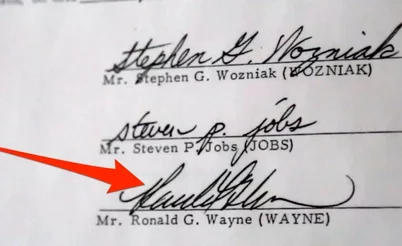 Stephen G. Wozniak
Mr. Stephen G. Wozniak (WOZNIAK)
steven p. jobs
Mr. Steven P. Jobs (JOBS)
Mr. Ronald G. Wayne (WAYNE)